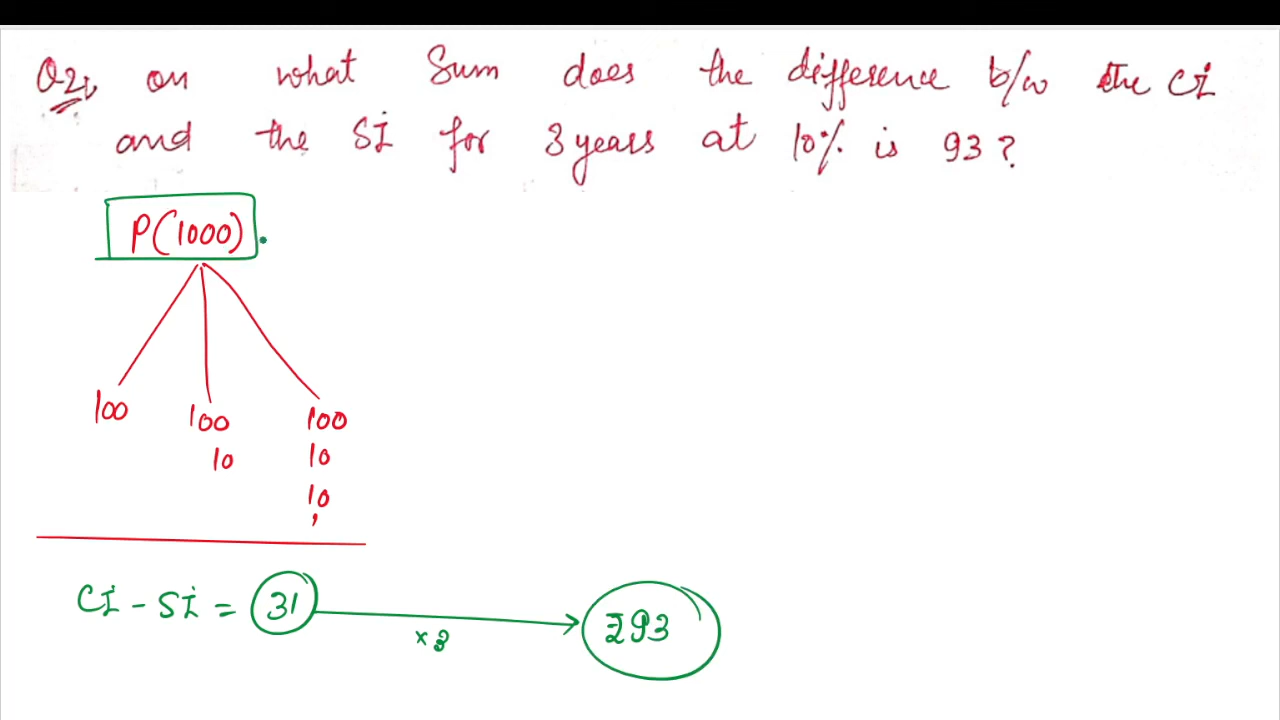 Q2, on what Sum does the difference b/w the CI
and the SI for 3 years at 10% is 93?
P(1000).
100 100 100
10 10
10
1
CI - SI = 31 ×3 ₹93